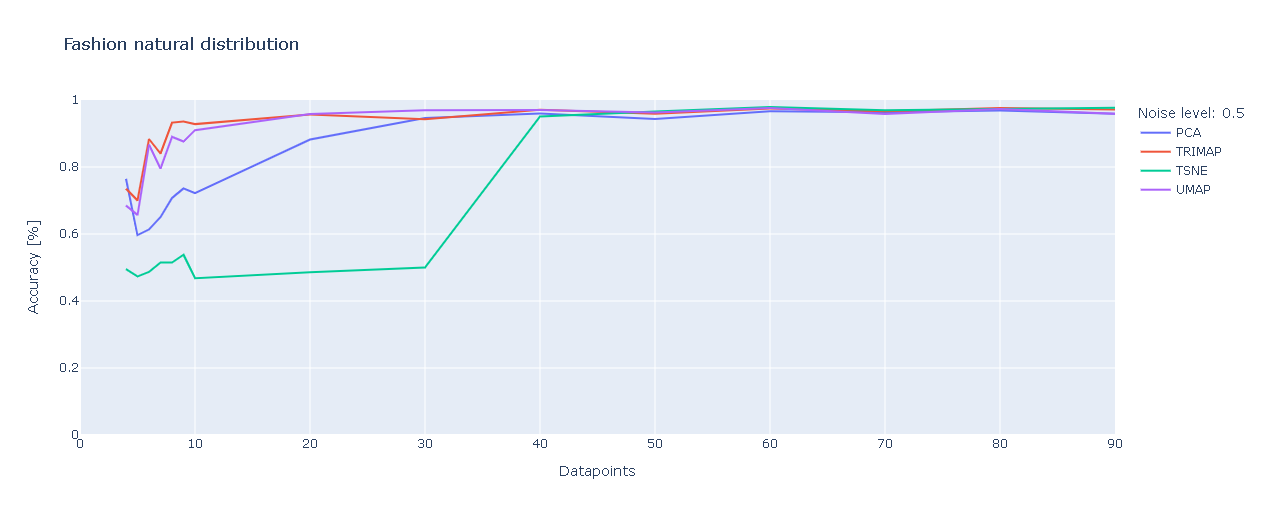 Fashion natural distribution
1
0.8
0.6
0.4
0.2
0
Accuracy [%]
0
10
20
30
40
50
60
70
80
90
Datapoints
Noise level: 0.5
PCA
TRIMAP
TSNE
UMAP